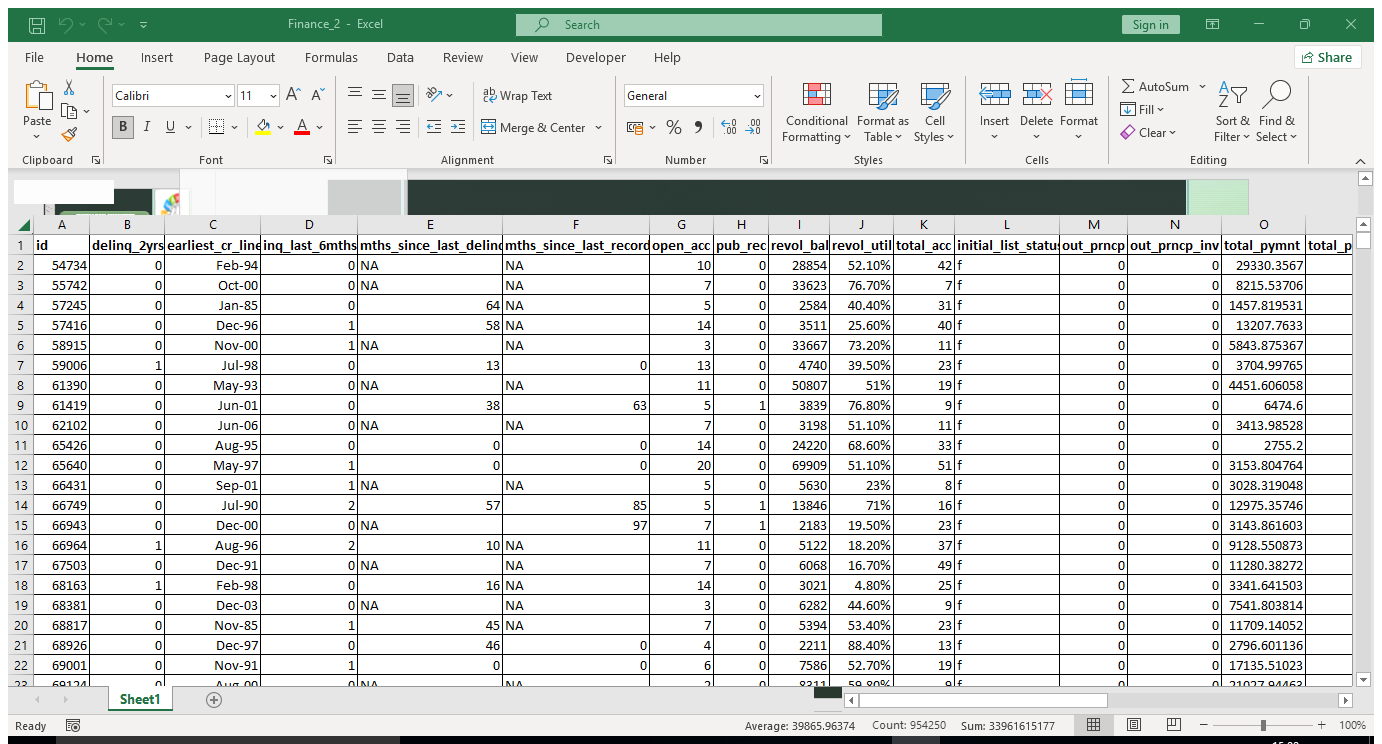 Finance_2 - Excel
Search
Sign in
File Home Insert Page Layout Formulas Data Review View Developer Help Share
Paste
Clipboard
Calibri 11
B I U
Font
ab Wrap Text
Merge & Center
Alignment
General
Number
Conditional Formatting
Format as Table
Cell Styles
Styles
Insert Delete Format
Cells
AutoSum
Fill
Clear
Sort & Filter
Find & Select
Editing
A B C D E F G H I J K L M N O
1 id delinq_2yrs earliest_cr_line inq_last_6mths mths_since_last_delinq mths_since_last_record open_acc pub_rec revol_bal revol_util total_acc initial_list_status out_prncp out_prncp_inv total_pymnt total_p
2 54734 0 Feb-94 0 NA NA 10 0 28854 52.10% 42 f 0 0 29330.3567
3 55742 0 Oct-00 0 NA NA 7 0 33623 76.70% 7 f 0 0 8215.53706
4 57245 0 Jan-85 0 64 NA 5 0 2584 40.40% 31 f 0 0 1457.819531
5 57416 0 Dec-96 1 58 NA 14 0 3511 25.60% 40 f 0 0 13207.7633
6 58915 0 Nov-00 1 NA NA 3 0 33667 73.20% 11 f 0 0 5843.875367
7 59006 1 Jul-98 0 13 0 13 0 4740 39.50% 23 f 0 0 3704.99765
8 61390 0 May-93 0 NA NA 11 0 50807 51% 19 f 0 0 4451.606058
9 61419 0 Jun-01 0 38 63 5 1 3839 76.80% 9 f 0 0 6474.6
10 62102 0 Jun-06 0 NA NA 7 0 3198 51.10% 11 f 0 0 3413.98528
11 65426 0 Aug-95 0 0 0 14 0 24220 68.60% 33 f 0 0 2755.2
12 65640 0 May-97 1 0 0 20 0 69909 51.10% 51 f 0 0 3153.804764
13 66431 0 Sep-01 1 NA NA 5 0 5630 23% 8 f 0 0 3028.319048
14 66749 0 Jul-90 2 57 85 5 1 13846 71% 16 f 0 0 12975.35746
15 66943 0 Dec-00 0 NA 97 7 1 2183 19.50% 23 f 0 0 3143.861603
16 66964 1 Aug-96 2 10 NA 11 0 5122 18.20% 37 f 0 0 9128.550873
17 67503 0 Dec-91 0 NA NA 7 0 6068 16.70% 49 f 0 0 11280.38272
18 68163 1 Feb-98 0 16 NA 14 0 3021 4.80% 25 f 0 0 3341.641503
19 68381 0 Dec-03 0 NA NA 3 0 6282 44.60% 9 f 0 0 7541.803814
20 68817 0 Nov-85 1 45 NA 7 0 5394 53.40% 23 f 0 0 11709.14052
21 68926 0 Dec-97 0 46 0 4 0 2211 88.40% 13 f 0 0 2796.601136
22 69001 0 Nov-91 1 0 0 6 0 7586 52.70% 19 f 0 0 17135.51023
23 69124 0 Aug-00 0 NA NA 2 0 8311 59.80% 9 f 0 0 21027.94463
Sheet1
Ready Average: 39865.96374 Count: 954250 Sum: 33961615177 100%